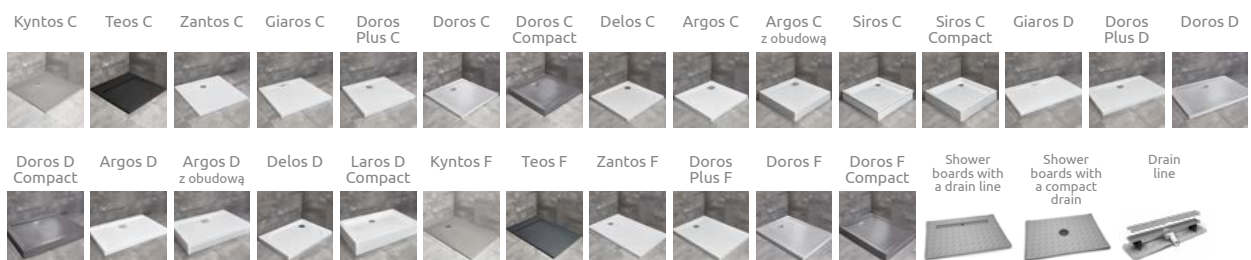 Kyntos C
Teos C
Zantos C
Giaros C
Doros
Plus C
Doros C
Doros C
Compact
Delos C
Argos C
Argos C
z obudową
Siros C
Siros C
Compact
Giaros D
Doros
Plus D
Doros D
Doros D
Compact
Argos D
Argos D
z obudową
Delos D
Laros D
Compact
Kyntos F
Teos F
Zantos F
Doros
Plus F
Doros F
Doros F
Compact
Shower
boards with
a drain line
Shower
boards with
a compact
drain
Drain
line